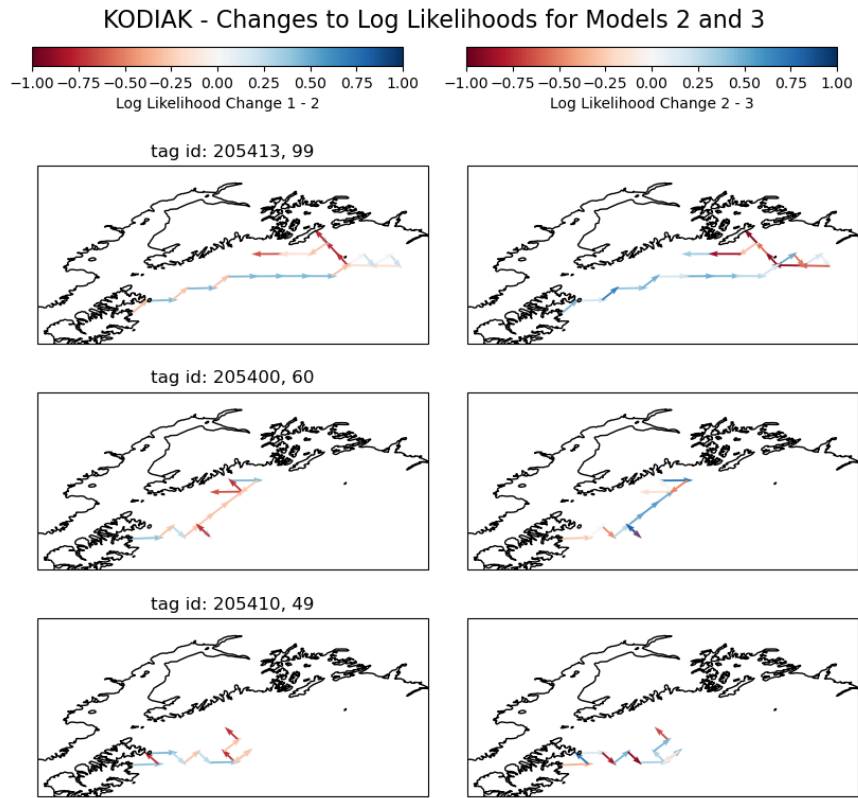 KODIAK - Changes to Log Likelihoods for Models 2 and 3
−1.00 −0.75 −0.50 −0.25 0.00 0.25 0.50 0.75 1.00
Log Likelihood Change 1 - 2
−1.00 −0.75 −0.50 −0.25 0.00 0.25 0.50 0.75 1.00
Log Likelihood Change 2 - 3
tag id: 205413, 99
tag id: 205400, 60
tag id: 205410, 49